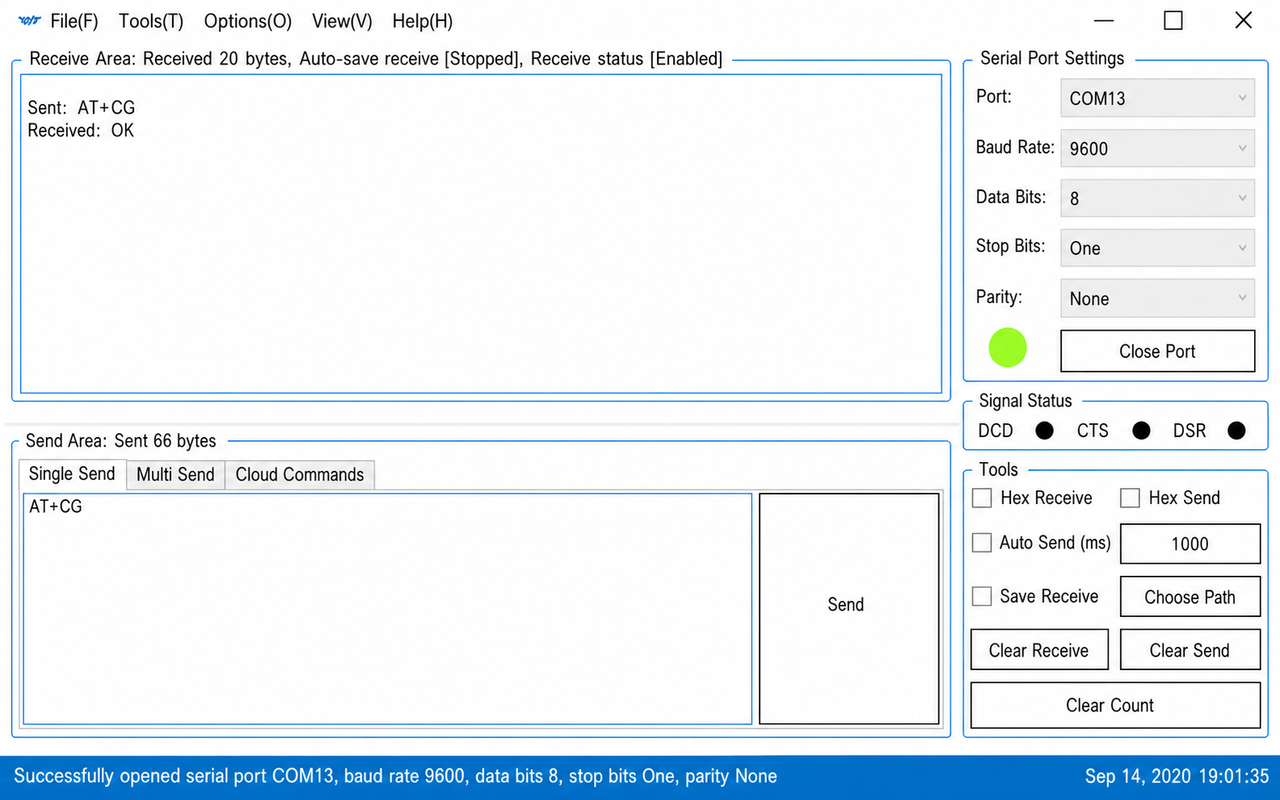 File(F) Tools(T) Options(O) View(V) Help(H)
Receive Area: Received 20 bytes, Auto-save receive [Stopped], Receive status [Enabled]
Sent: AT+CG
Received: OK
Serial Port Settings
Port: COM13
Baud Rate: 9600
Data Bits: 8
Stop Bits: One
Parity: None
Close Port
Signal Status
DCD CTS DSR
Send Area: Sent 66 bytes
Single Send Multi Send Cloud Commands
AT+CG
Send
Tools
Hex Receive Hex Send
Auto Send (ms) 1000
Save Receive Choose Path
Clear Receive Clear Send
Clear Count
Successfully opened serial port COM13, baud rate 9600, data bits 8, stop bits One, parity None Sep 14, 2020 19:01:35